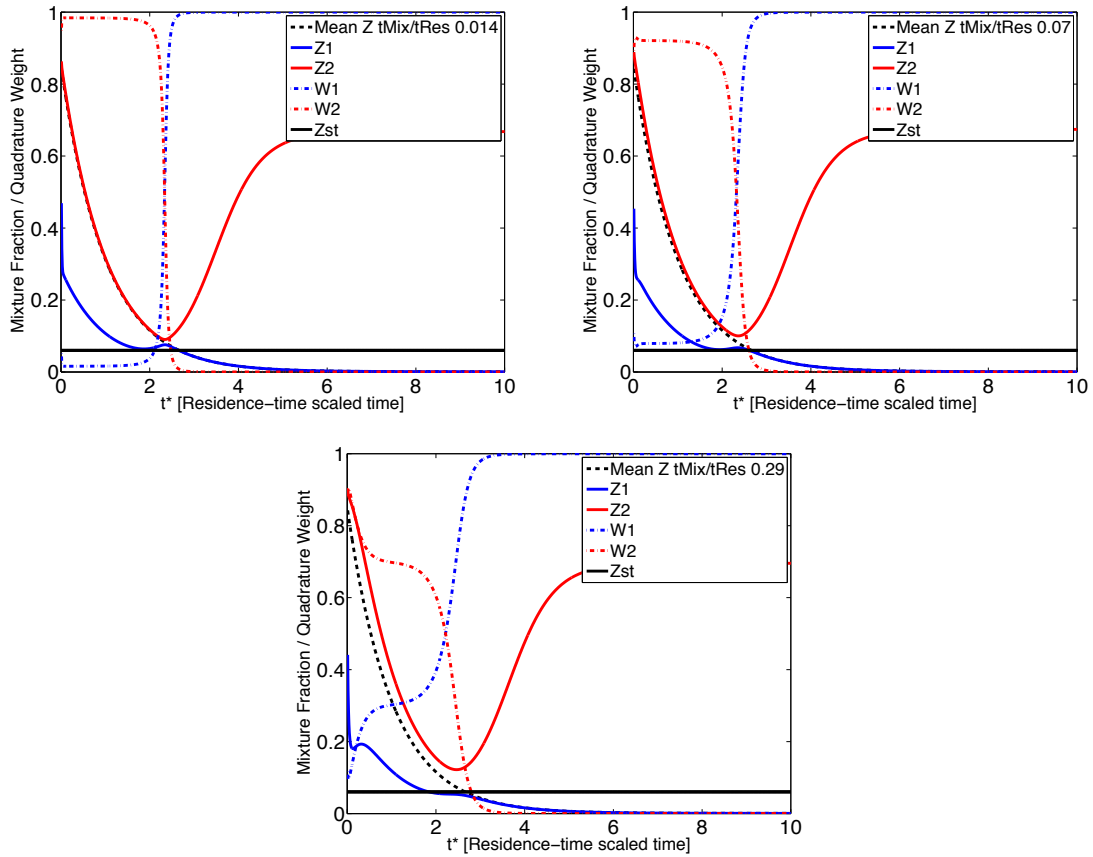 Mixture Fraction / Quadrature Weight
1
0.8
0.6
0.4
0.2
0
Mean Z tMix/tRes 0.014
Z1
Z2
W1
W2
Zst
0 2 4 6 8 10
t* [Residence−time scaled time]
Mixture Fraction / Quadrature Weight
1
0.8
0.6
0.4
0.2
0
Mean Z tMix/tRes 0.07
Z1
Z2
W1
W2
Zst
0 2 4 6 8 10
t* [Residence−time scaled time]
Mixture Fraction / Quadrature Weight
1
0.8
0.6
0.4
0.2
0
Mean Z tMix/tRes 0.29
Z1
Z2
W1
W2
Zst
0 2 4 6 8 10
t* [Residence−time scaled time]